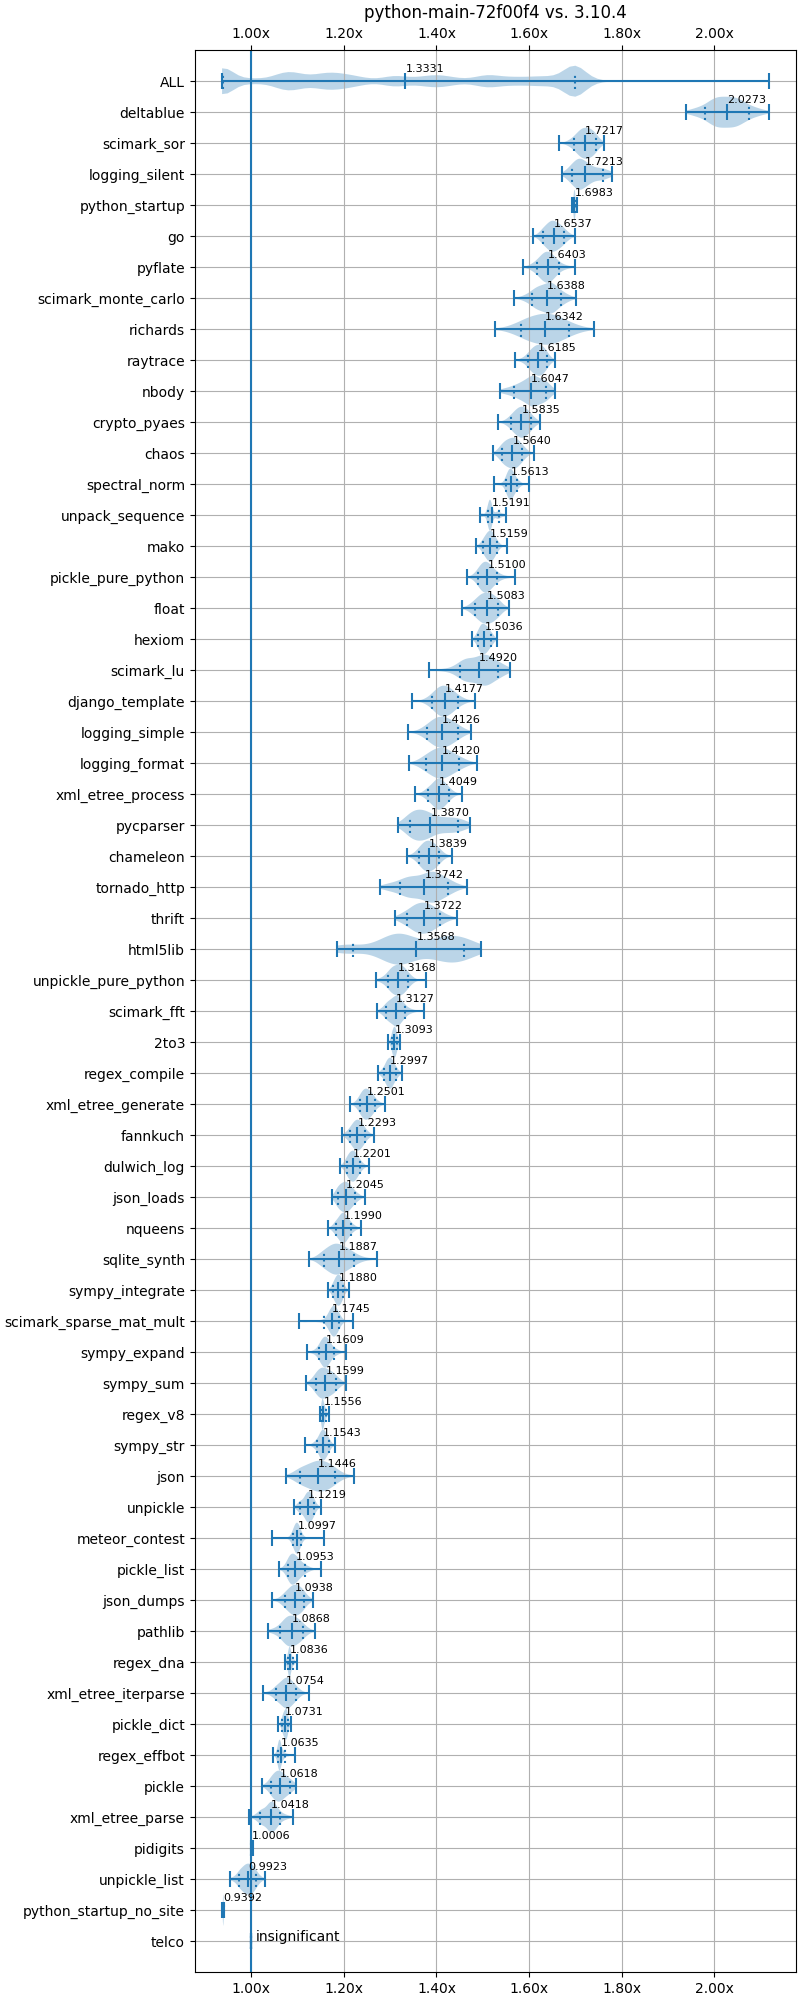 python-main-72f00f4 vs. 3.10.4
1.00x 1.20x 1.40x 1.60x 1.80x 2.00x
ALL 1.3331
deltablue 2.0273
scimark_sor 1.7217
logging_silent 1.7213
python_startup 1.6983
go 1.6537
pyflate 1.6403
scimark_monte_carlo 1.6388
richards 1.6342
raytrace 1.6185
nbody 1.6047
crypto_pyaes 1.5835
chaos 1.5640
spectral_norm 1.5613
unpack_sequence 1.5191
mako 1.5159
pickle_pure_python 1.5100
float 1.5083
hexiom 1.5036
scimark_lu 1.4920
django_template 1.4177
logging_simple 1.4126
logging_format 1.4120
xml_etree_process 1.4049
pycparser 1.3870
chameleon 1.3839
tornado_http 1.3742
thrift 1.3722
html5lib 1.3568
unpickle_pure_python 1.3168
scimark_fft 1.3127
2to3 1.3093
regex_compile 1.2997
xml_etree_generate 1.2501
fannkuch 1.2293
dulwich_log 1.2201
json_loads 1.2045
nqueens 1.1990
sqlite_synth 1.1887
sympy_integrate 1.1880
scimark_sparse_mat_mult 1.1745
sympy_expand 1.1609
sympy_sum 1.1599
regex_v8 1.1556
sympy_str 1.1543
json 1.1446
unpickle 1.1219
meteor_contest 1.0997
pickle_list 1.0953
json_dumps 1.0938
pathlib 1.0868
regex_dna 1.0836
xml_etree_iterparse 1.0754
pickle_dict 1.0731
regex_effbot 1.0635
pickle 1.0618
xml_etree_parse 1.0418
pidigits 1.0006
unpickle_list 0.9923
python_startup_no_site 0.9392
telco insignificant
1.00x 1.20x 1.40x 1.60x 1.80x 2.00x